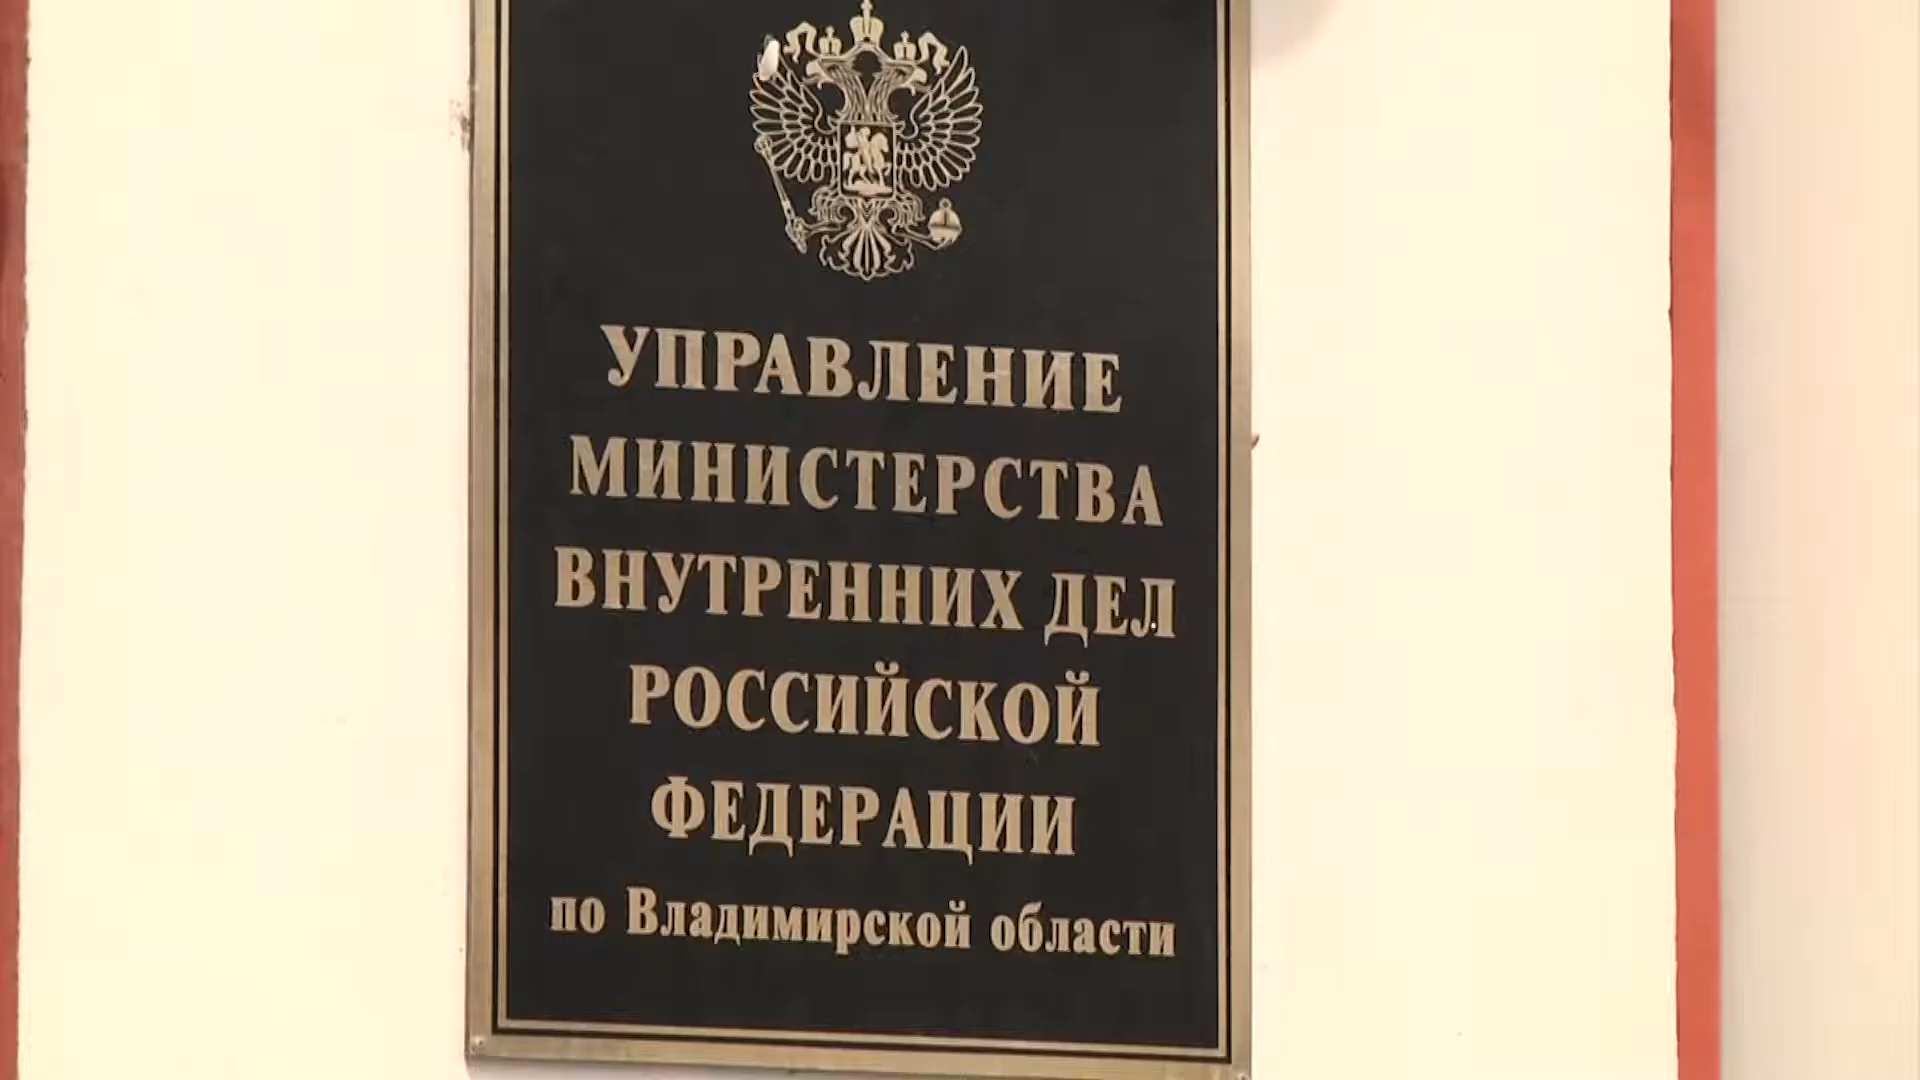 УПРАВЛЕНИЕ
МИНИСТЕРСТВА
ВНУТРЕННИХ ДЕЛ
РОССИЙСКОЙ
ФЕДЕРАЦИИ
по Владимирской области